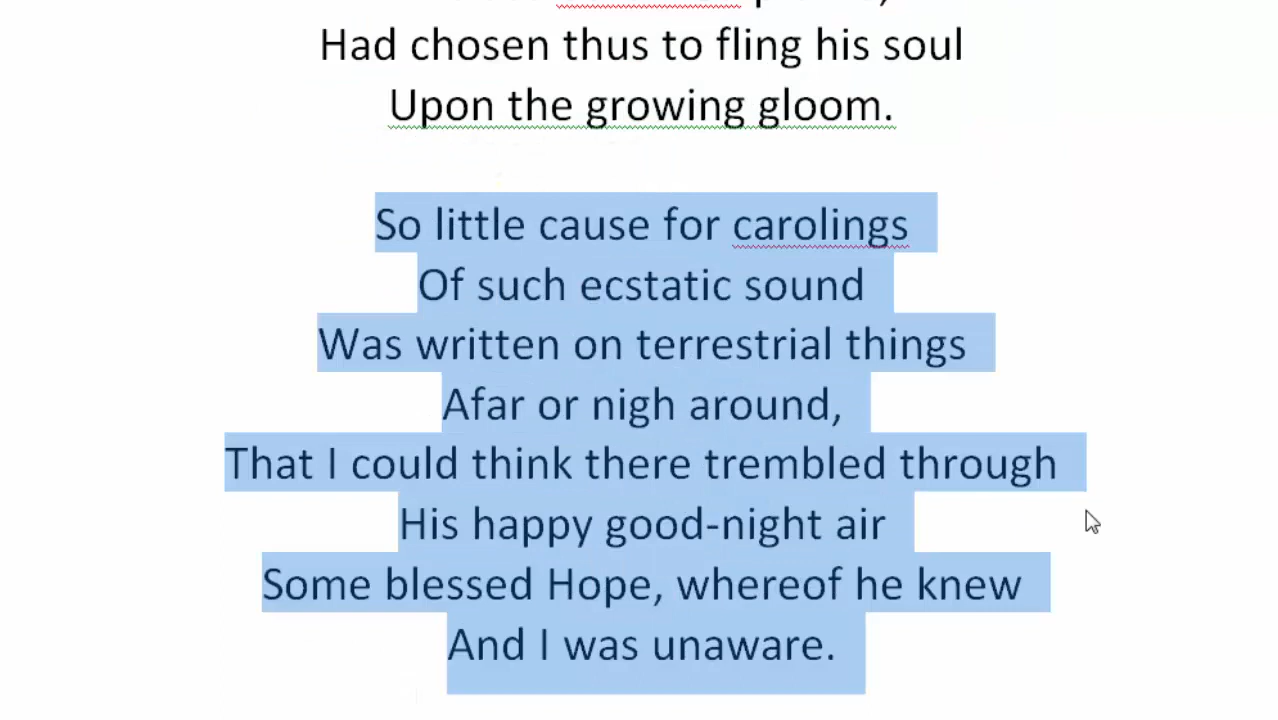 Had chosen thus to fling his soul
Upon the growing gloom.
So little cause for carolings
Of such ecstatic sound
Was written on terrestrial things
Afar or nigh around,
That I could think there trembled through
His happy good-night air
Some blessed Hope, whereof he knew
And I was unaware.